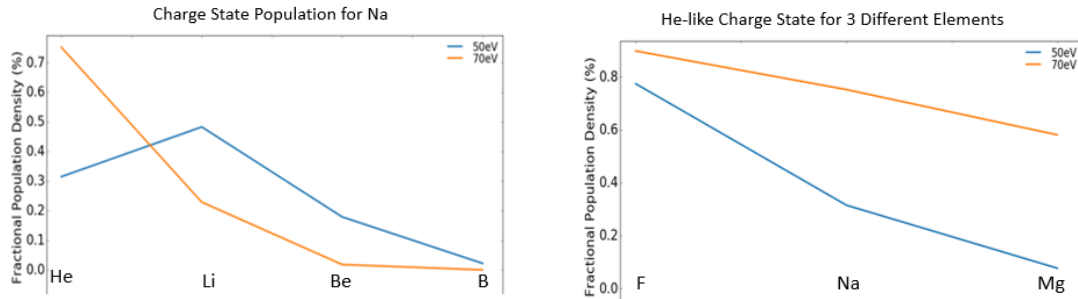 Charge State Population for Na
50eV
70eV
Fractional Population Density (%)
0.7
0.6
0.5
0.4
0.3
0.2
0.1
0.0
He
Li
Be
B
He-like Charge State for 3 Different Elements
50eV
70eV
Fractional Population Density (%)
0.8
0.6
0.4
0.2
0.0
F
Na
Mg